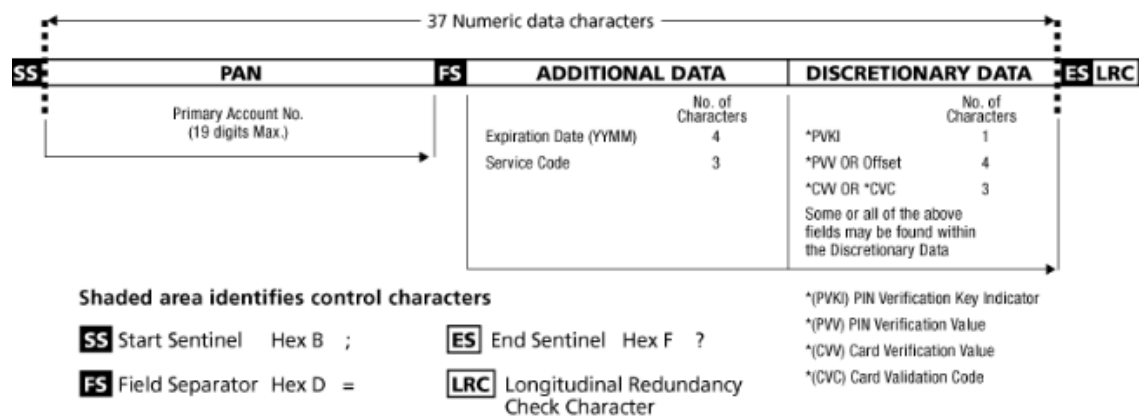 37 Numeric data characters
SS PAN FS ADDITIONAL DATA DISCRETIONARY DATA ES LRC
Primary Account No.
(19 digits Max.)
No. of
Characters
Expiration Date (YYMM) 4
Service Code 3
No. of
Characters
*PVKI 1
*PVV OR Offset 4
*CVV OR *CVC 3
Some or all of the above
fields may be found within
the Discretionary Data
Shaded area identifies control characters
SS Start Sentinel Hex B ;
ES End Sentinel Hex F ?
FS Field Separator Hex D =
LRC Longitudinal Redundancy
Check Character
*(PVKI) PIN Verification Key Indicator
*(PVV) PIN Verification Value
*(CVV) Card Verification Value
*(CVC) Card Validation Code